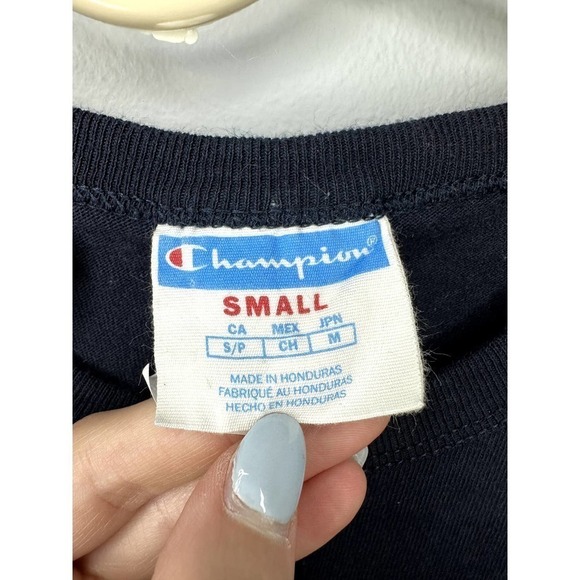 Champion®
SMALL
CA MEX JPN
S/P CH M
MADE IN HONDURAS
FABRIQUÉ AU HONDURAS
HECHO EN HONDURAS